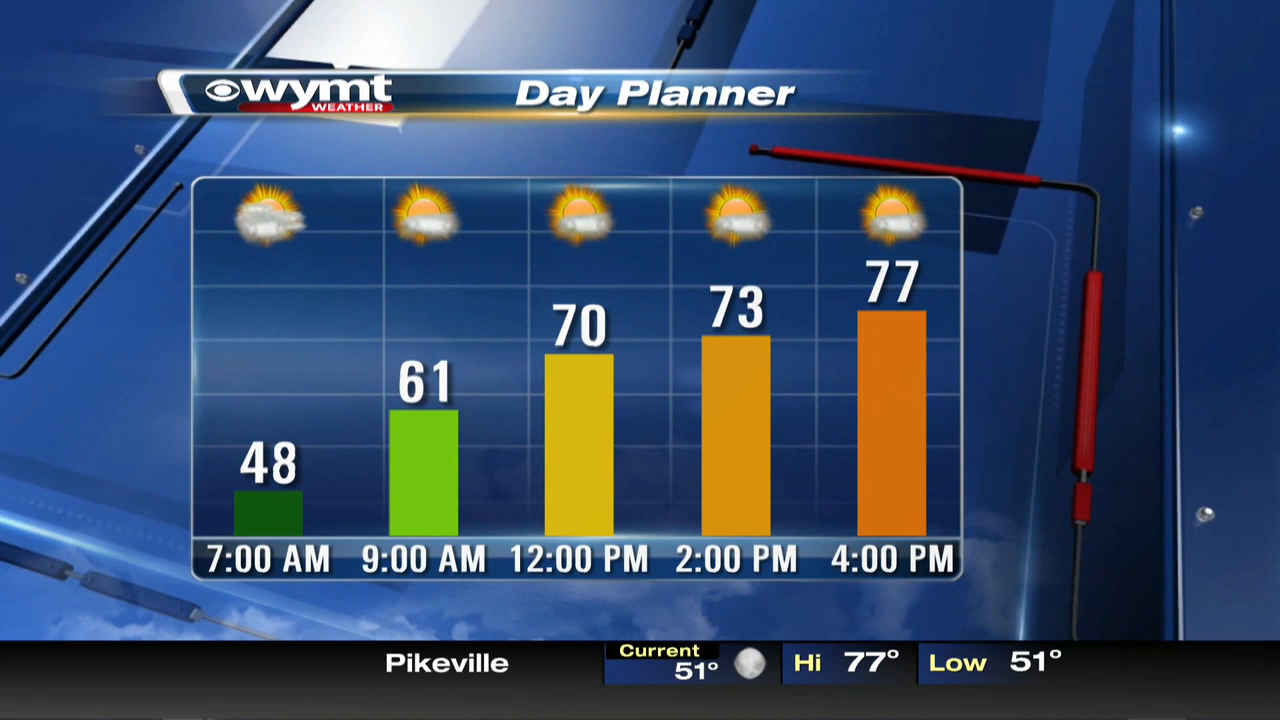 wymt
WEATHER
Day Planner
48
61
70
73
77
7:00 AM
9:00 AM
12:00 PM
2:00 PM
4:00 PM
Pikeville
Current
51°
Hi 77°
Low 51°